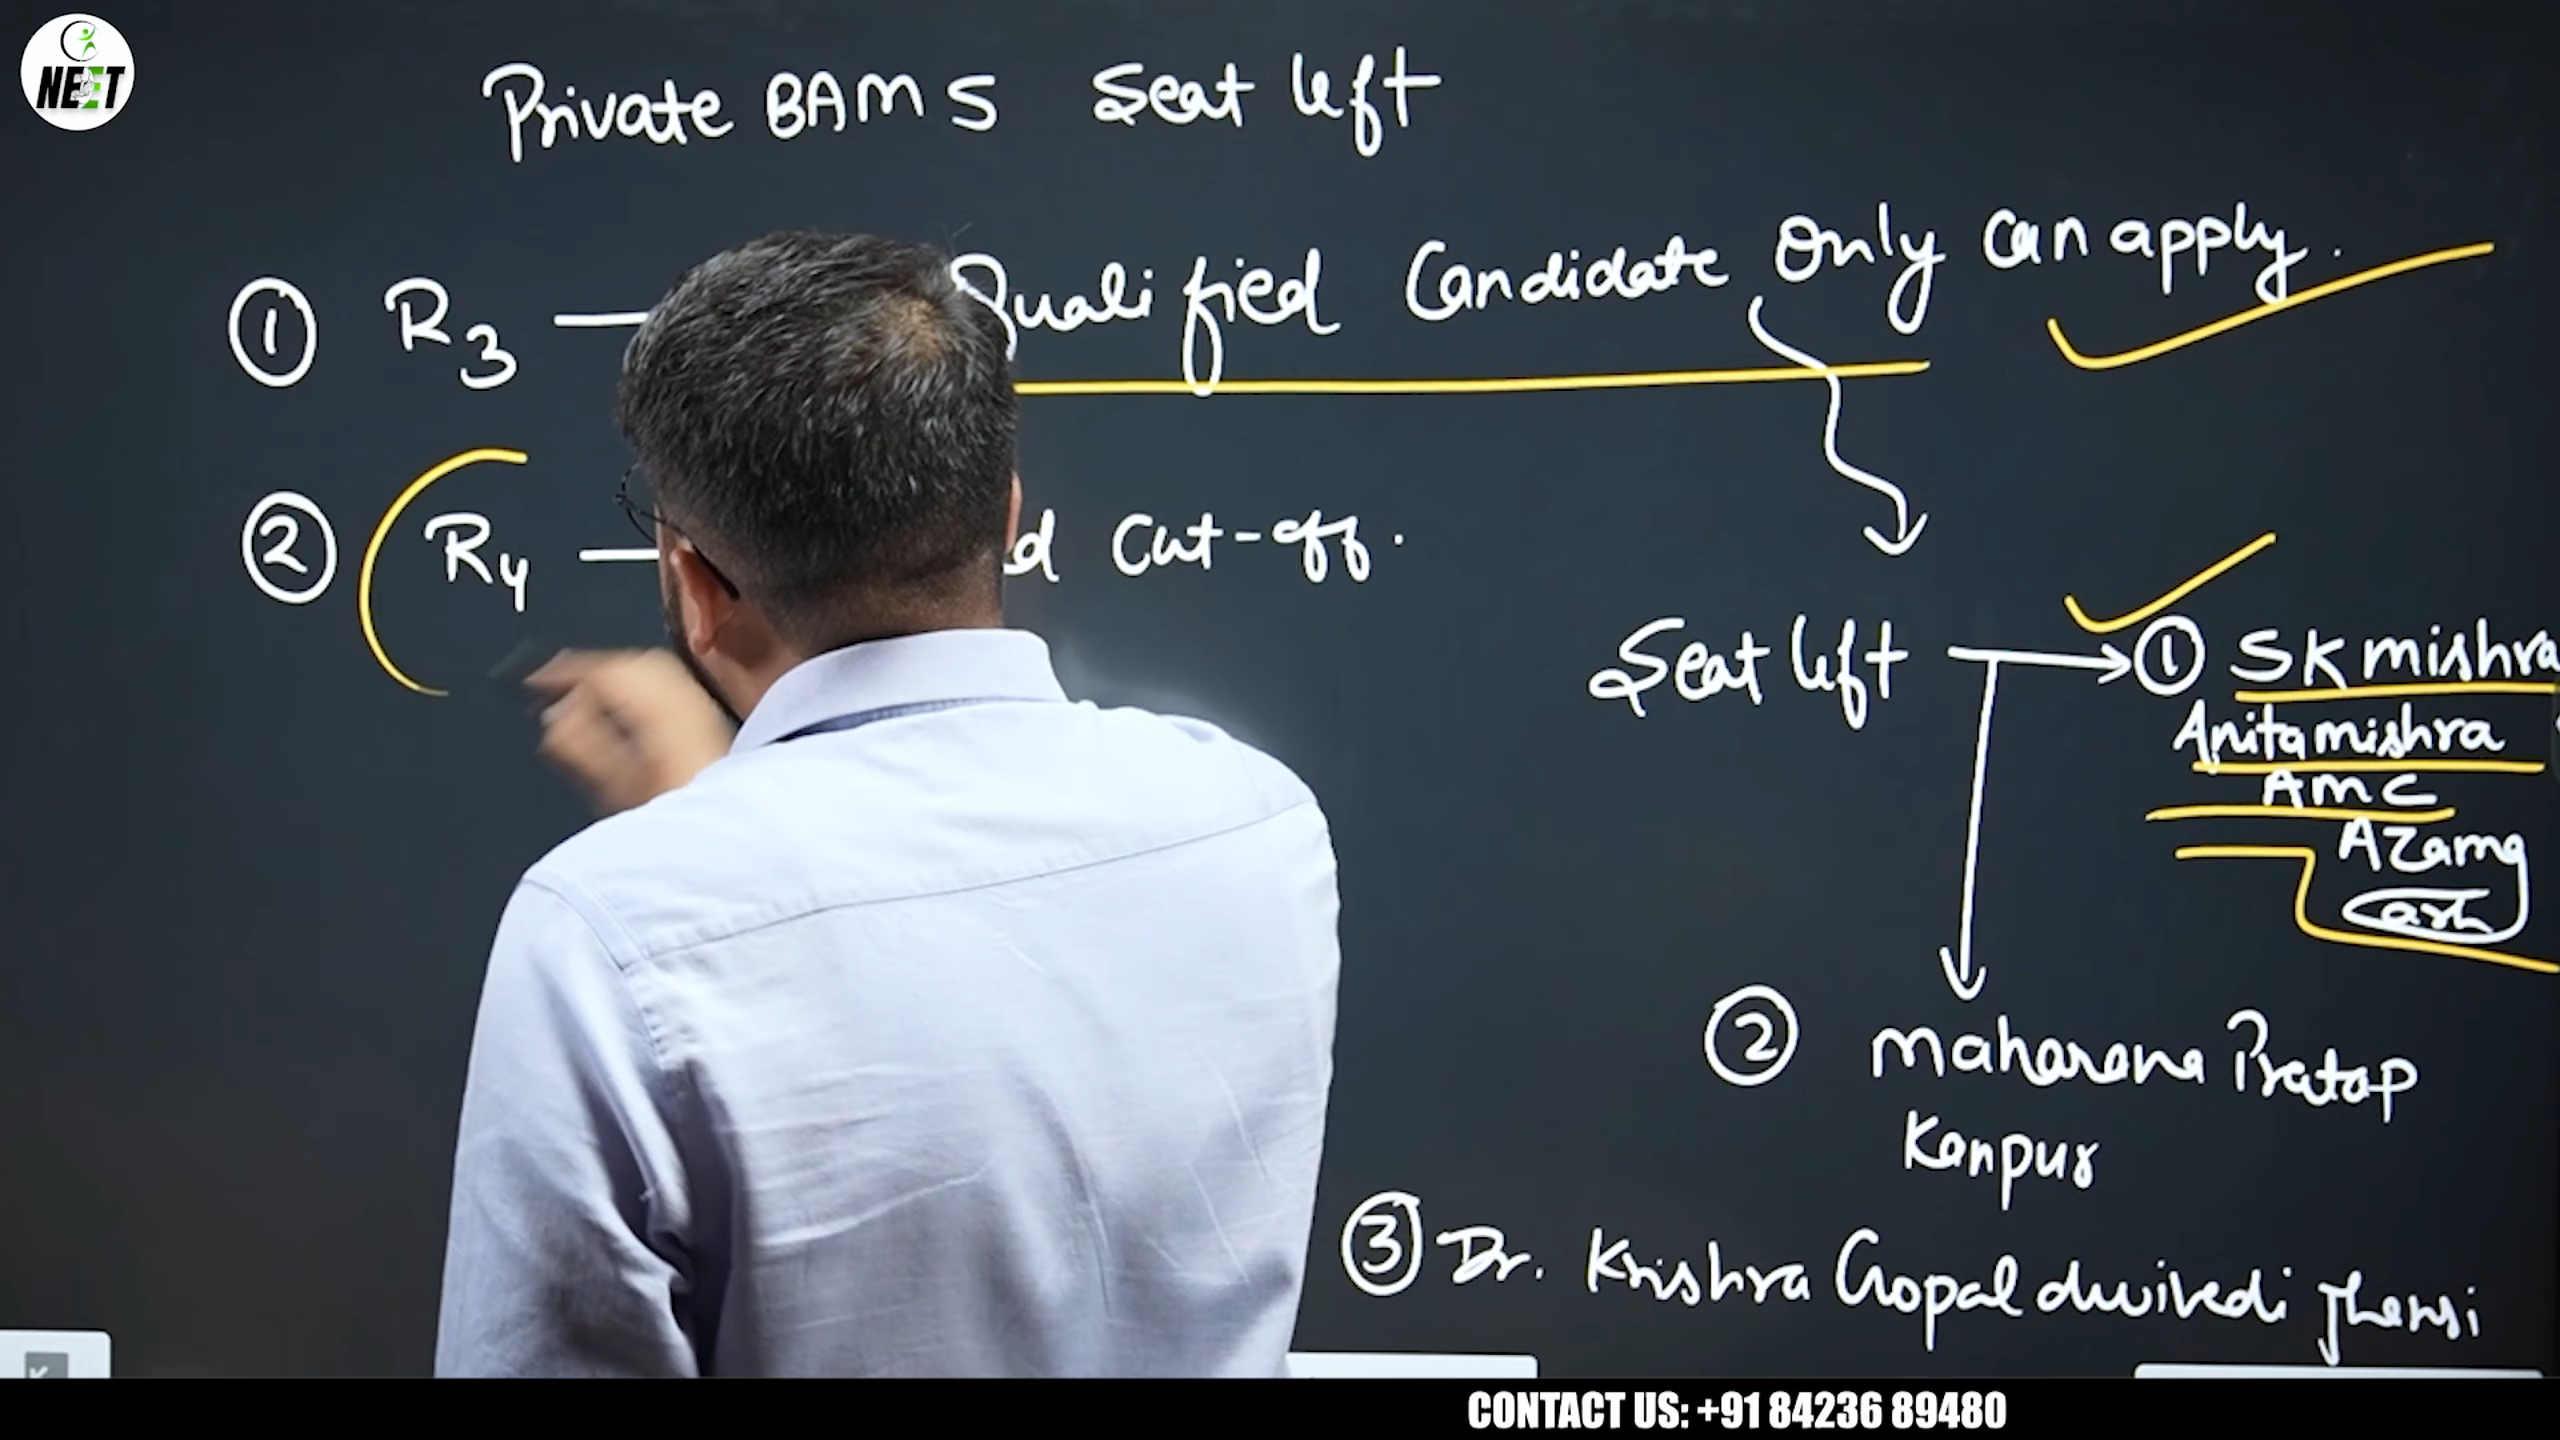 NEET
Private BAMS Seat left
① R3 — Qualified Candidate only can apply.
② R4 — d Cut-off.
Seat left → ① SK mishra
Anita mishra
AMC
AZamg
arh
② Maharana Pratap
Kanpur
③ Dr. Krishna Gopal dwivedi Jhansi
CONTACT US: +91 84236 89480